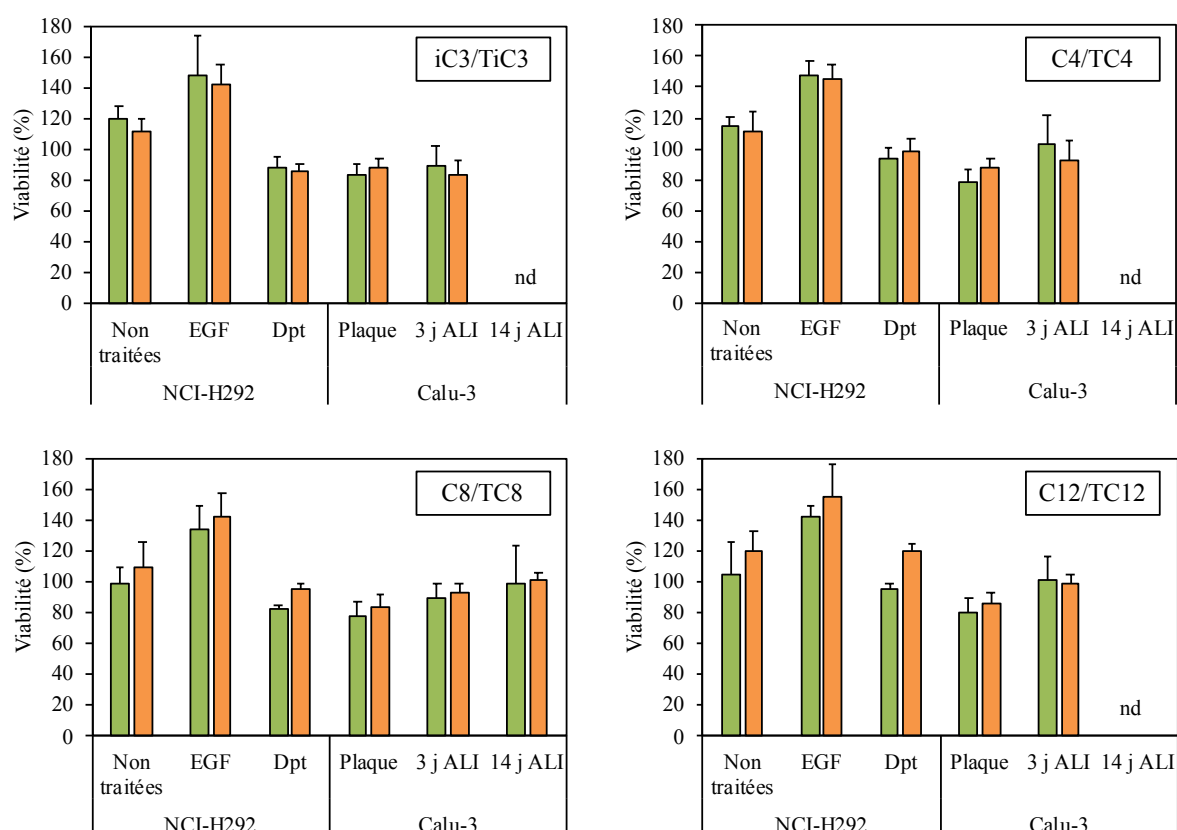 iC3/TiC3
Viabilité (%)
180
160
140
120
100
80
60
40
20
0
nd
Non traitées
EGF
Dpt
Plaque
3 j ALI
14 j ALI
NCI-H292
Calu-3
C4/TC4
Viabilité (%)
180
160
140
120
100
80
60
40
20
0
nd
Non traitées
EGF
Dpt
Plaque
3 j ALI
14 j ALI
NCI-H292
Calu-3
C8/TC8
Viabilité (%)
180
160
140
120
100
80
60
40
20
0
Non traitées
EGF
Dpt
Plaque
3 j ALI
14 j ALI
NCI-H292
Calu-3
C12/TC12
Viabilité (%)
180
160
140
120
100
80
60
40
20
0
nd
Non traitées
EGF
Dpt
Plaque
3 j ALI
14 j ALI
NCI-H292
Calu-3